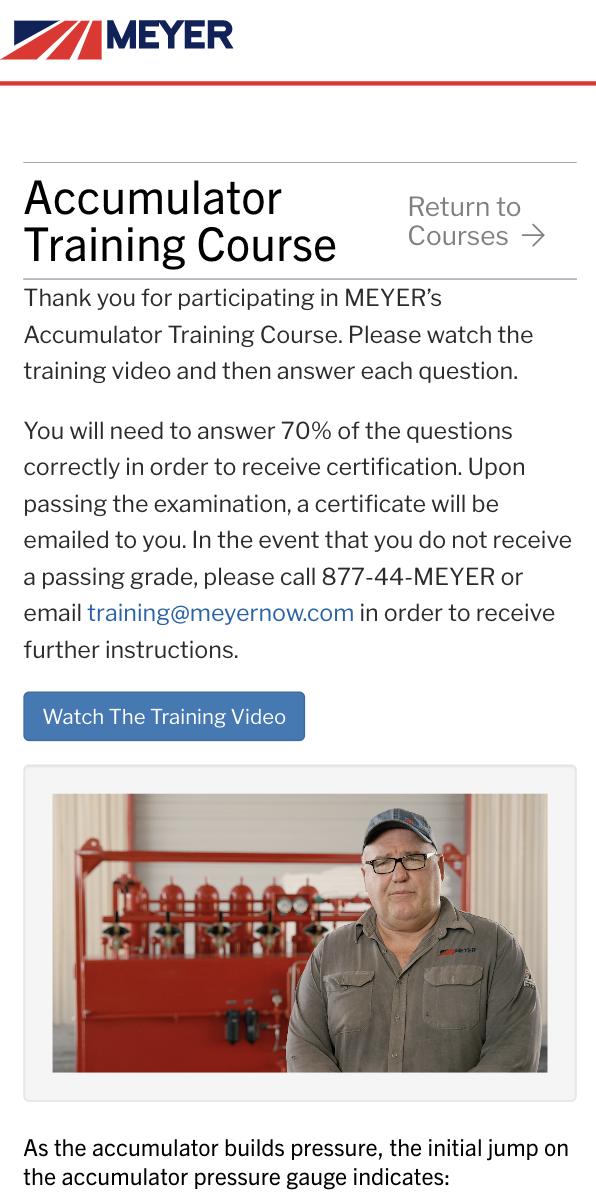 MEYER
Accumulator
Training Course
Return to
Courses →
Thank you for participating in MEYER’s
Accumulator Training Course. Please watch the
training video and then answer each question.
You will need to answer 70% of the questions
correctly in order to receive certification. Upon
passing the examination, a certificate will be
emailed to you. In the event that you do not receive
a passing grade, please call 877-44-MEYER or
email training@meyernow.com in order to receive
further instructions.
Watch The Training Video
MEYER
As the accumulator builds pressure, the initial jump on
the accumulator pressure gauge indicates: